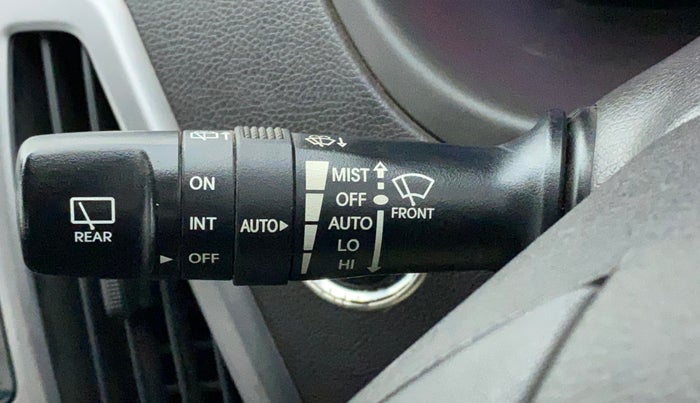 REAR
ON
INT
OFF
AUTO
MIST
OFF
AUTO
LO
HI
FRONT